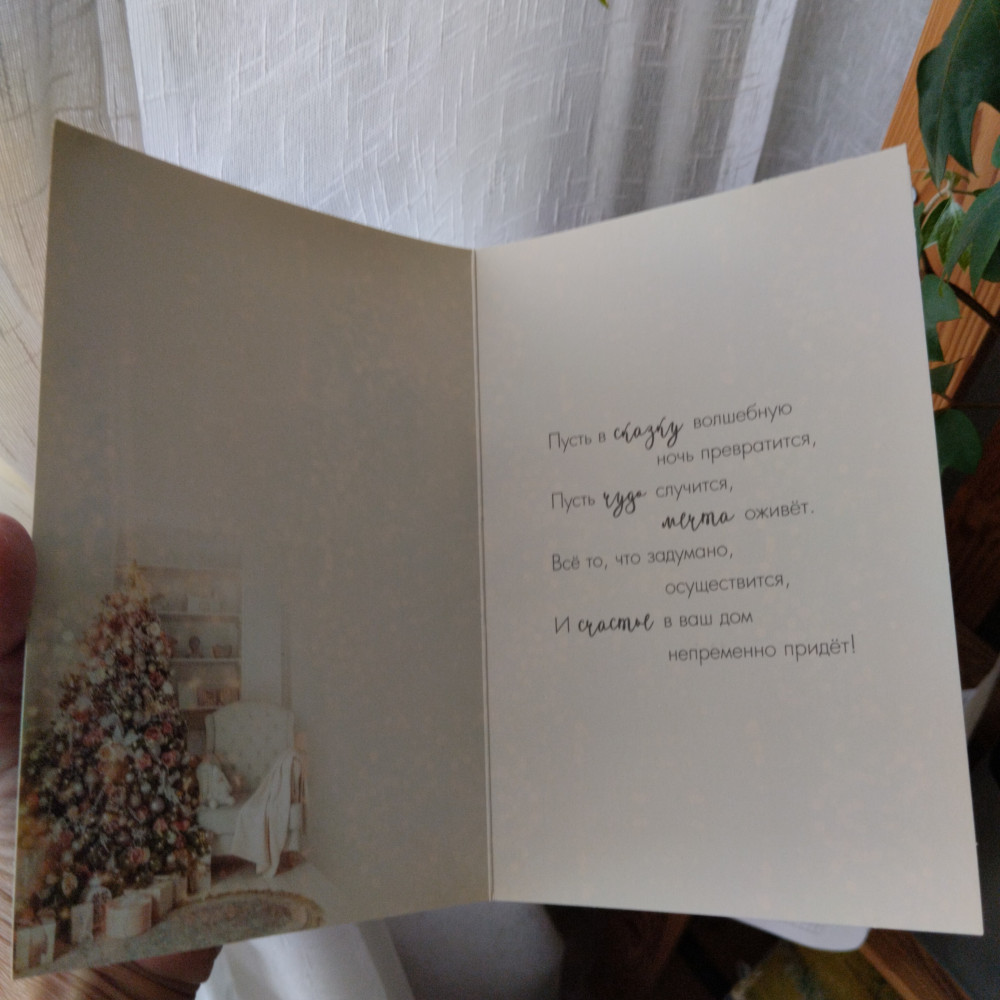 Пусть в сказку волшебную
ночь превратится,
Пусть чудо случится,
мечта оживёт.
Всё то, что задумано,
осуществится,
И счастье в ваш дом
непременно придёт!